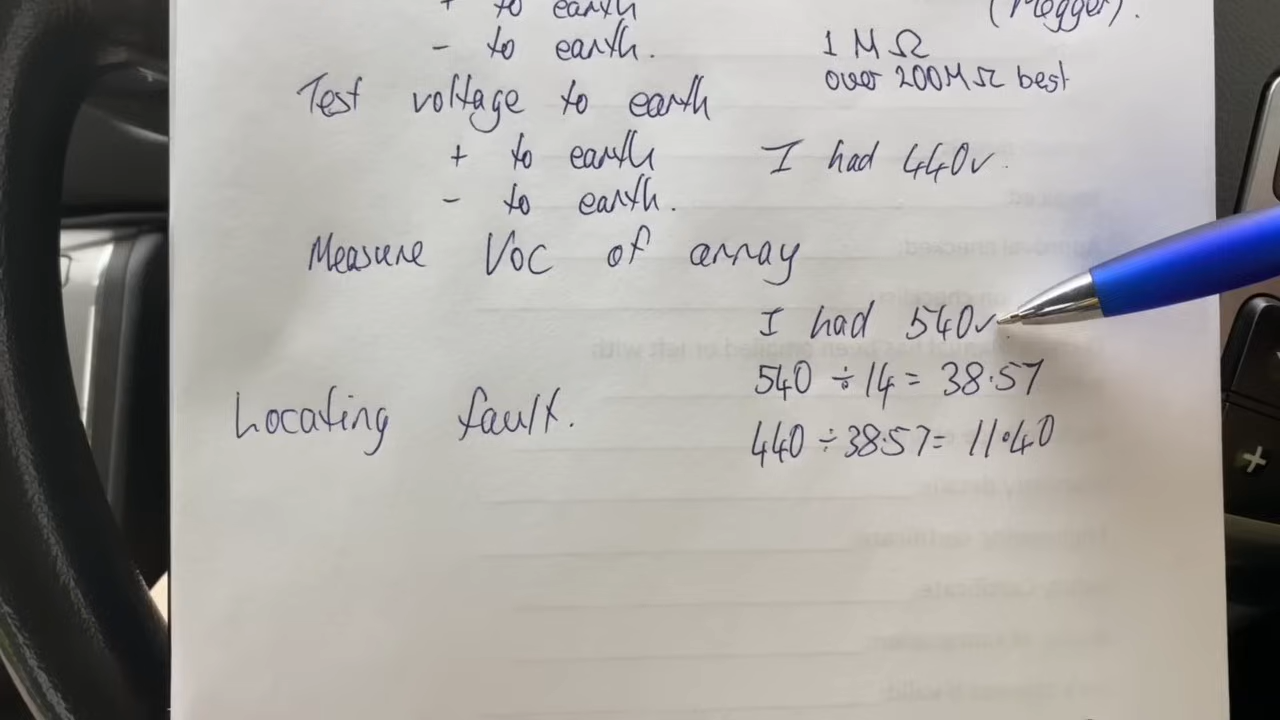 + to earth
(Megger).
- to earth.
1 M Ω
over 200M Ω best
Test voltage to earth
+ to earth
I had 440v.
- to earth.
Measure Voc of array
I had 540v.
540 ÷ 14 = 38.57
Locating fault.
440 ÷ 38.57 = 11.40